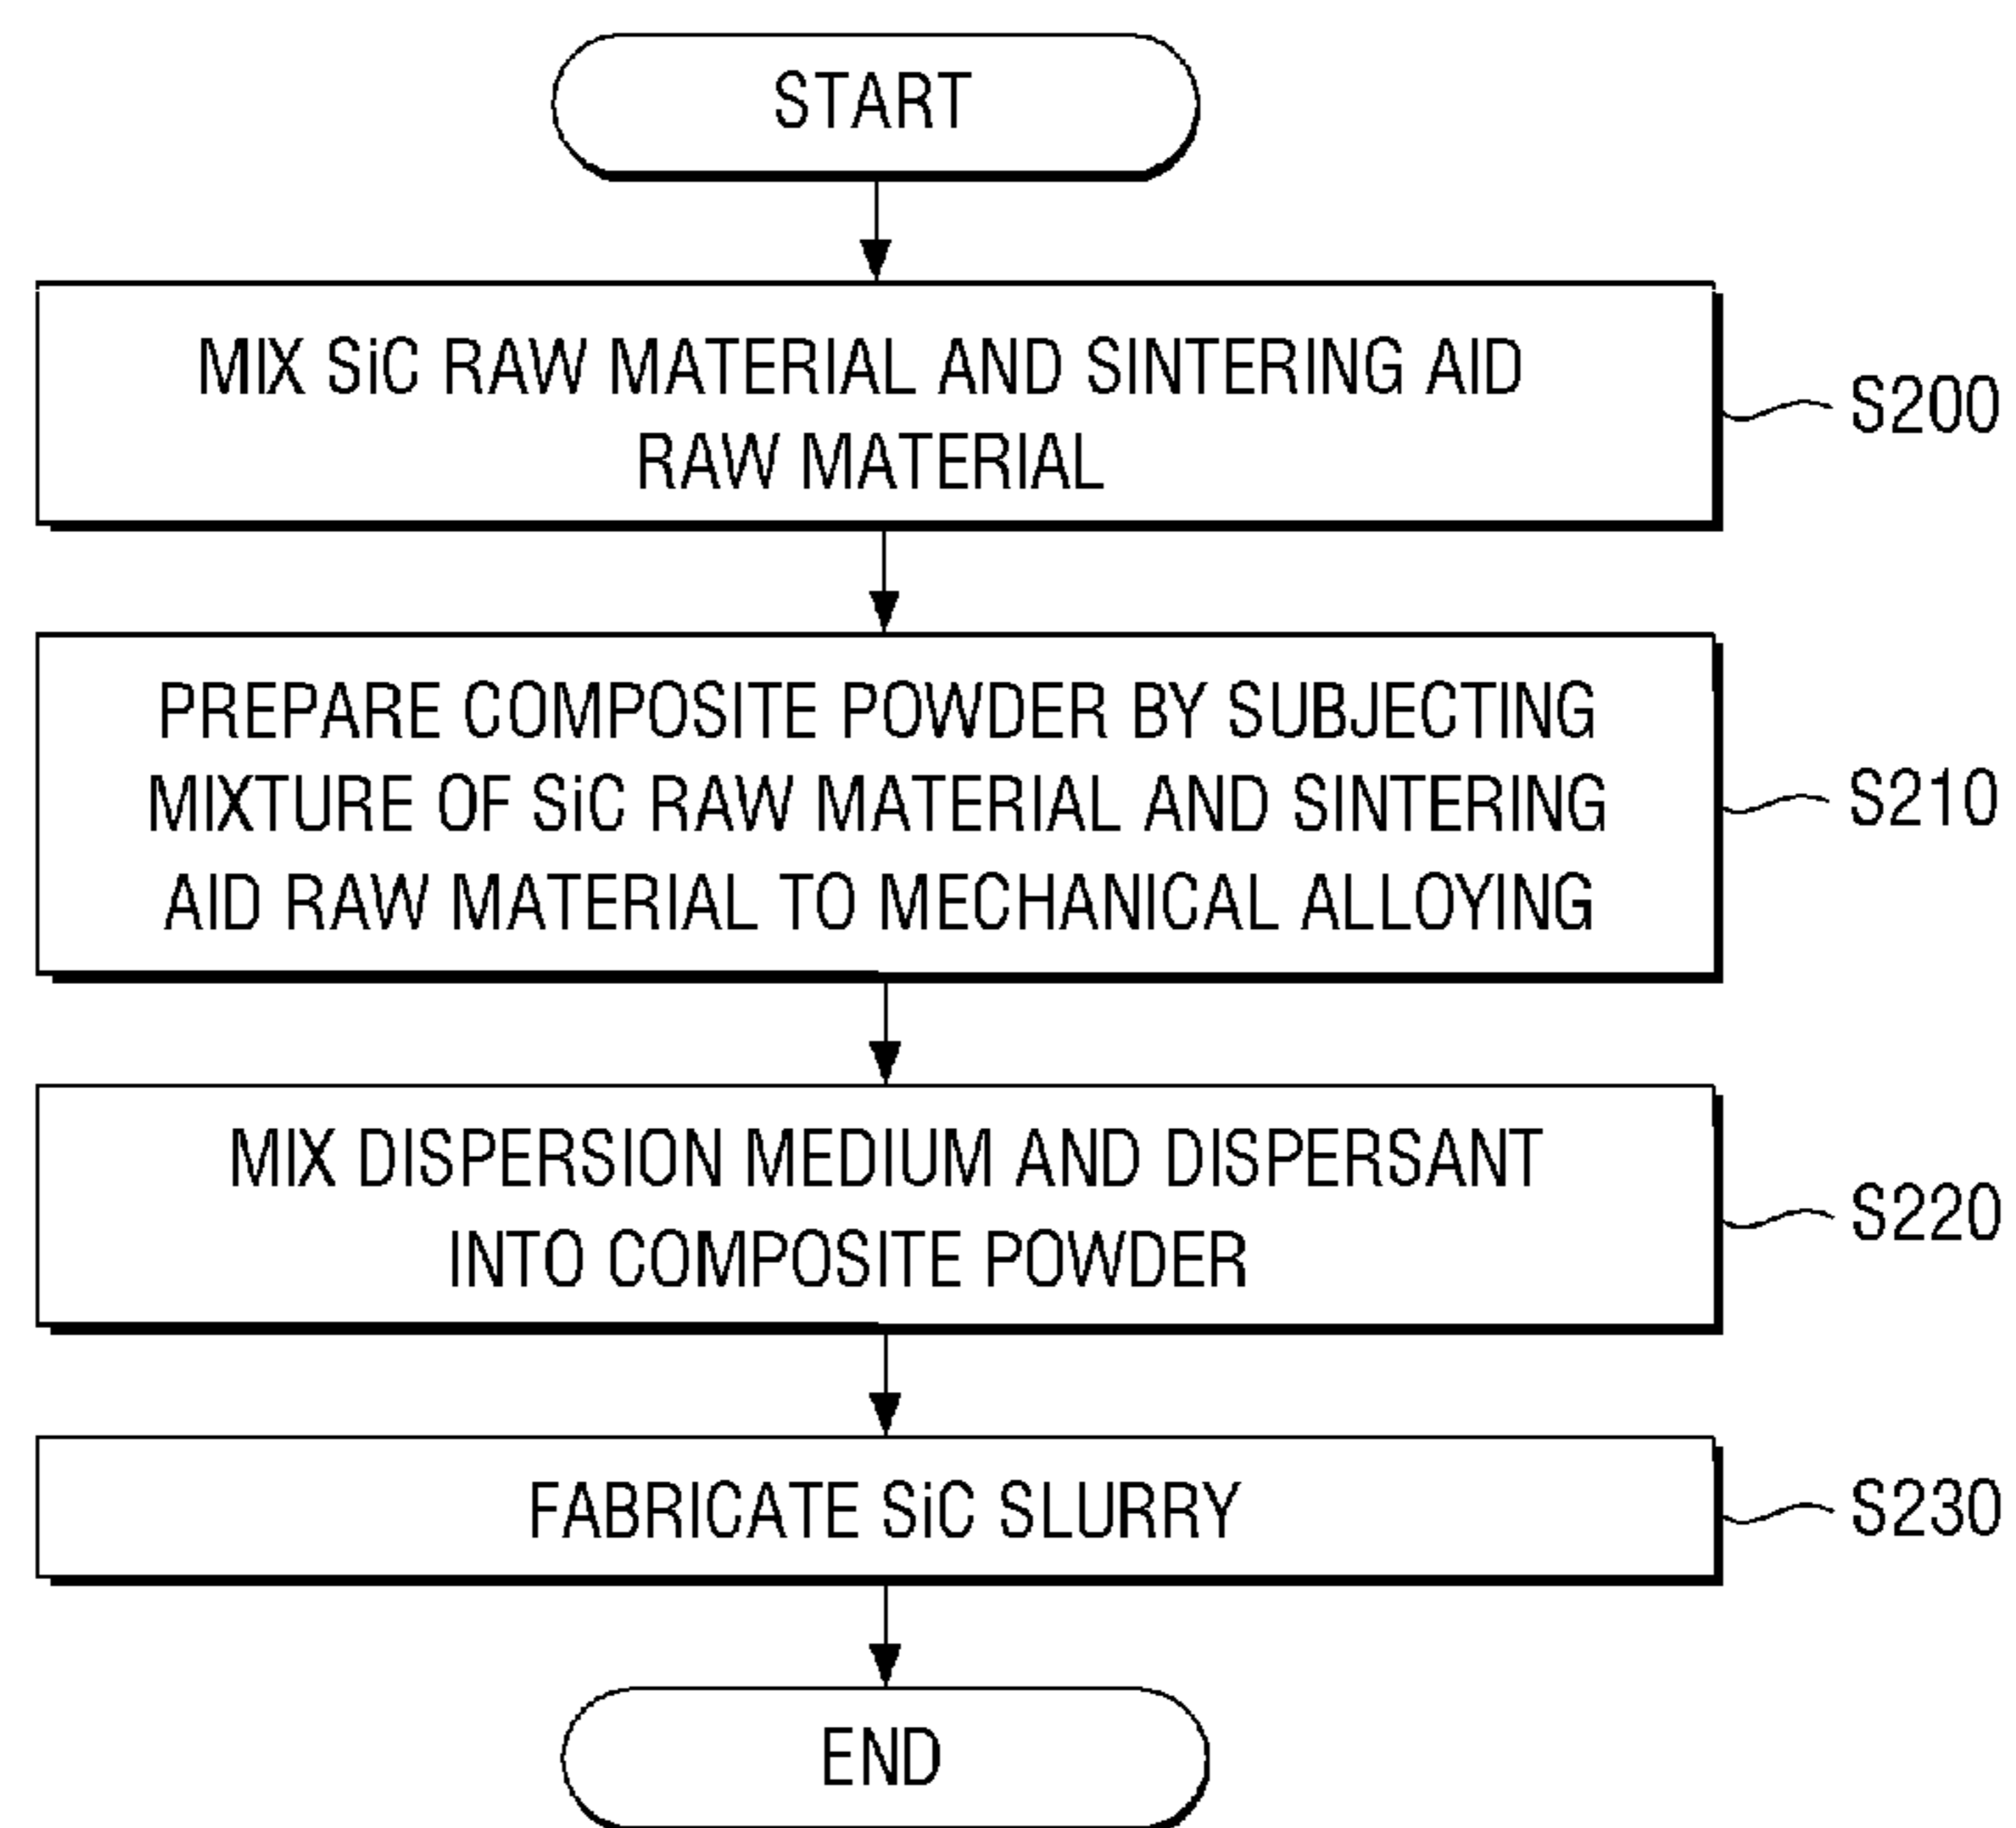 START
MIX SiC RAW MATERIAL AND SINTERING AID
RAW MATERIAL
S200
PREPARE COMPOSITE POWDER BY SUBJECTING
MIXTURE OF SiC RAW MATERIAL AND SINTERING
AID RAW MATERIAL TO MECHANICAL ALLOYING
S210
MIX DISPERSION MEDIUM AND DISPERSANT
INTO COMPOSITE POWDER
S220
FABRICATE SiC SLURRY
S230
END